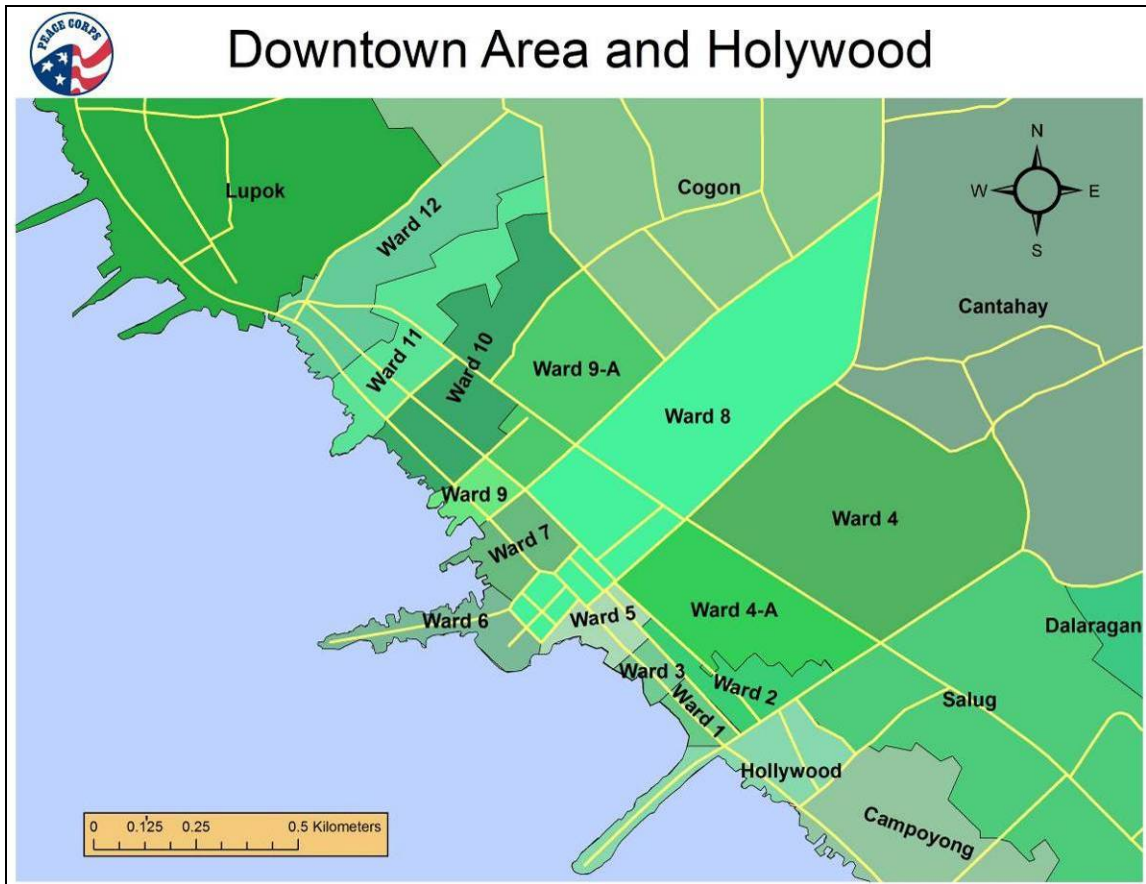 PEACE CORPS
Downtown Area and Holywood
N
W
E
S
Lupok
Cogon
Ward 12
Cantahay
Ward 11
Ward 10
Ward 9-A
Ward 8
Ward 9
Ward 4
Ward 7
Ward 6
Ward 5
Ward 4-A
Dalaragan
Ward 3
Ward 2
Ward 1
Salug
Hollywood
Campoyong
0 0.125 0.25 0.5 Kilometers